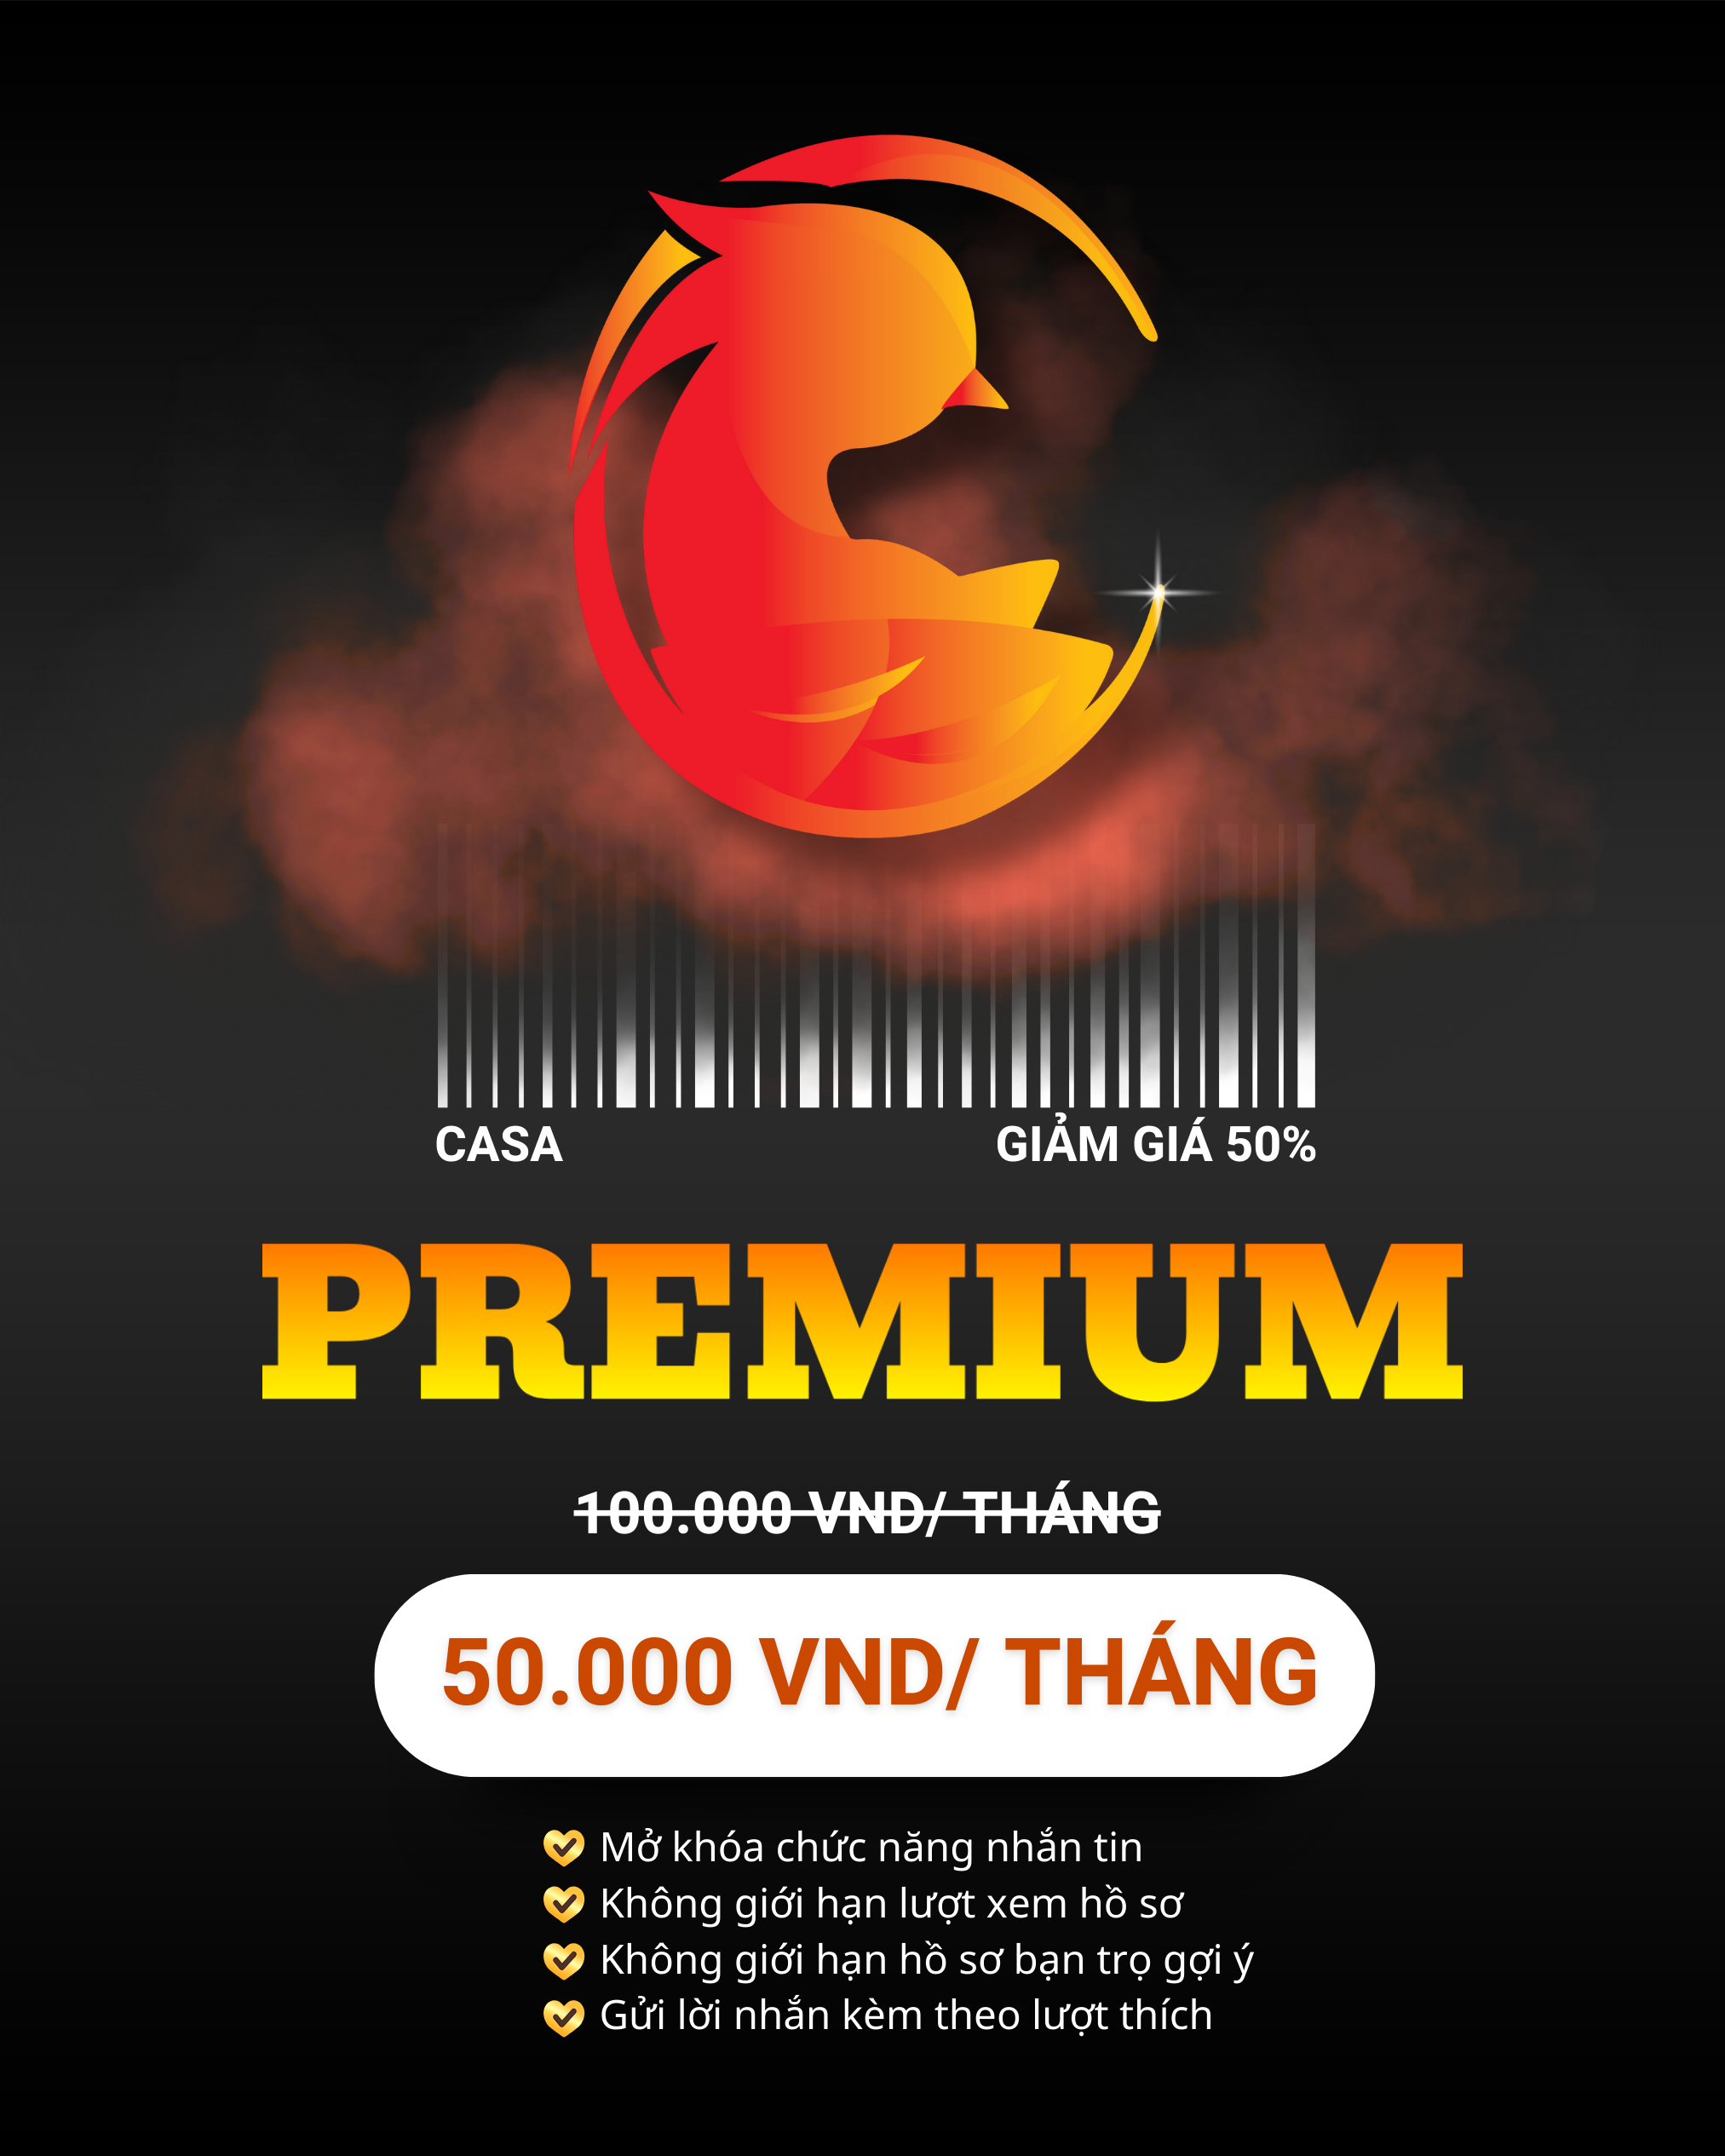 CASA
GIẢM GIÁ 50%
PREMIUM
100.000 VND/ THÁNG
50.000 VND/ THÁNG
Mở khóa chức năng nhắn tin
Không giới hạn lượt xem hồ sơ
Không giới hạn hồ sơ bạn trọ gợi ý
Gửi lời nhắn kèm theo lượt thích